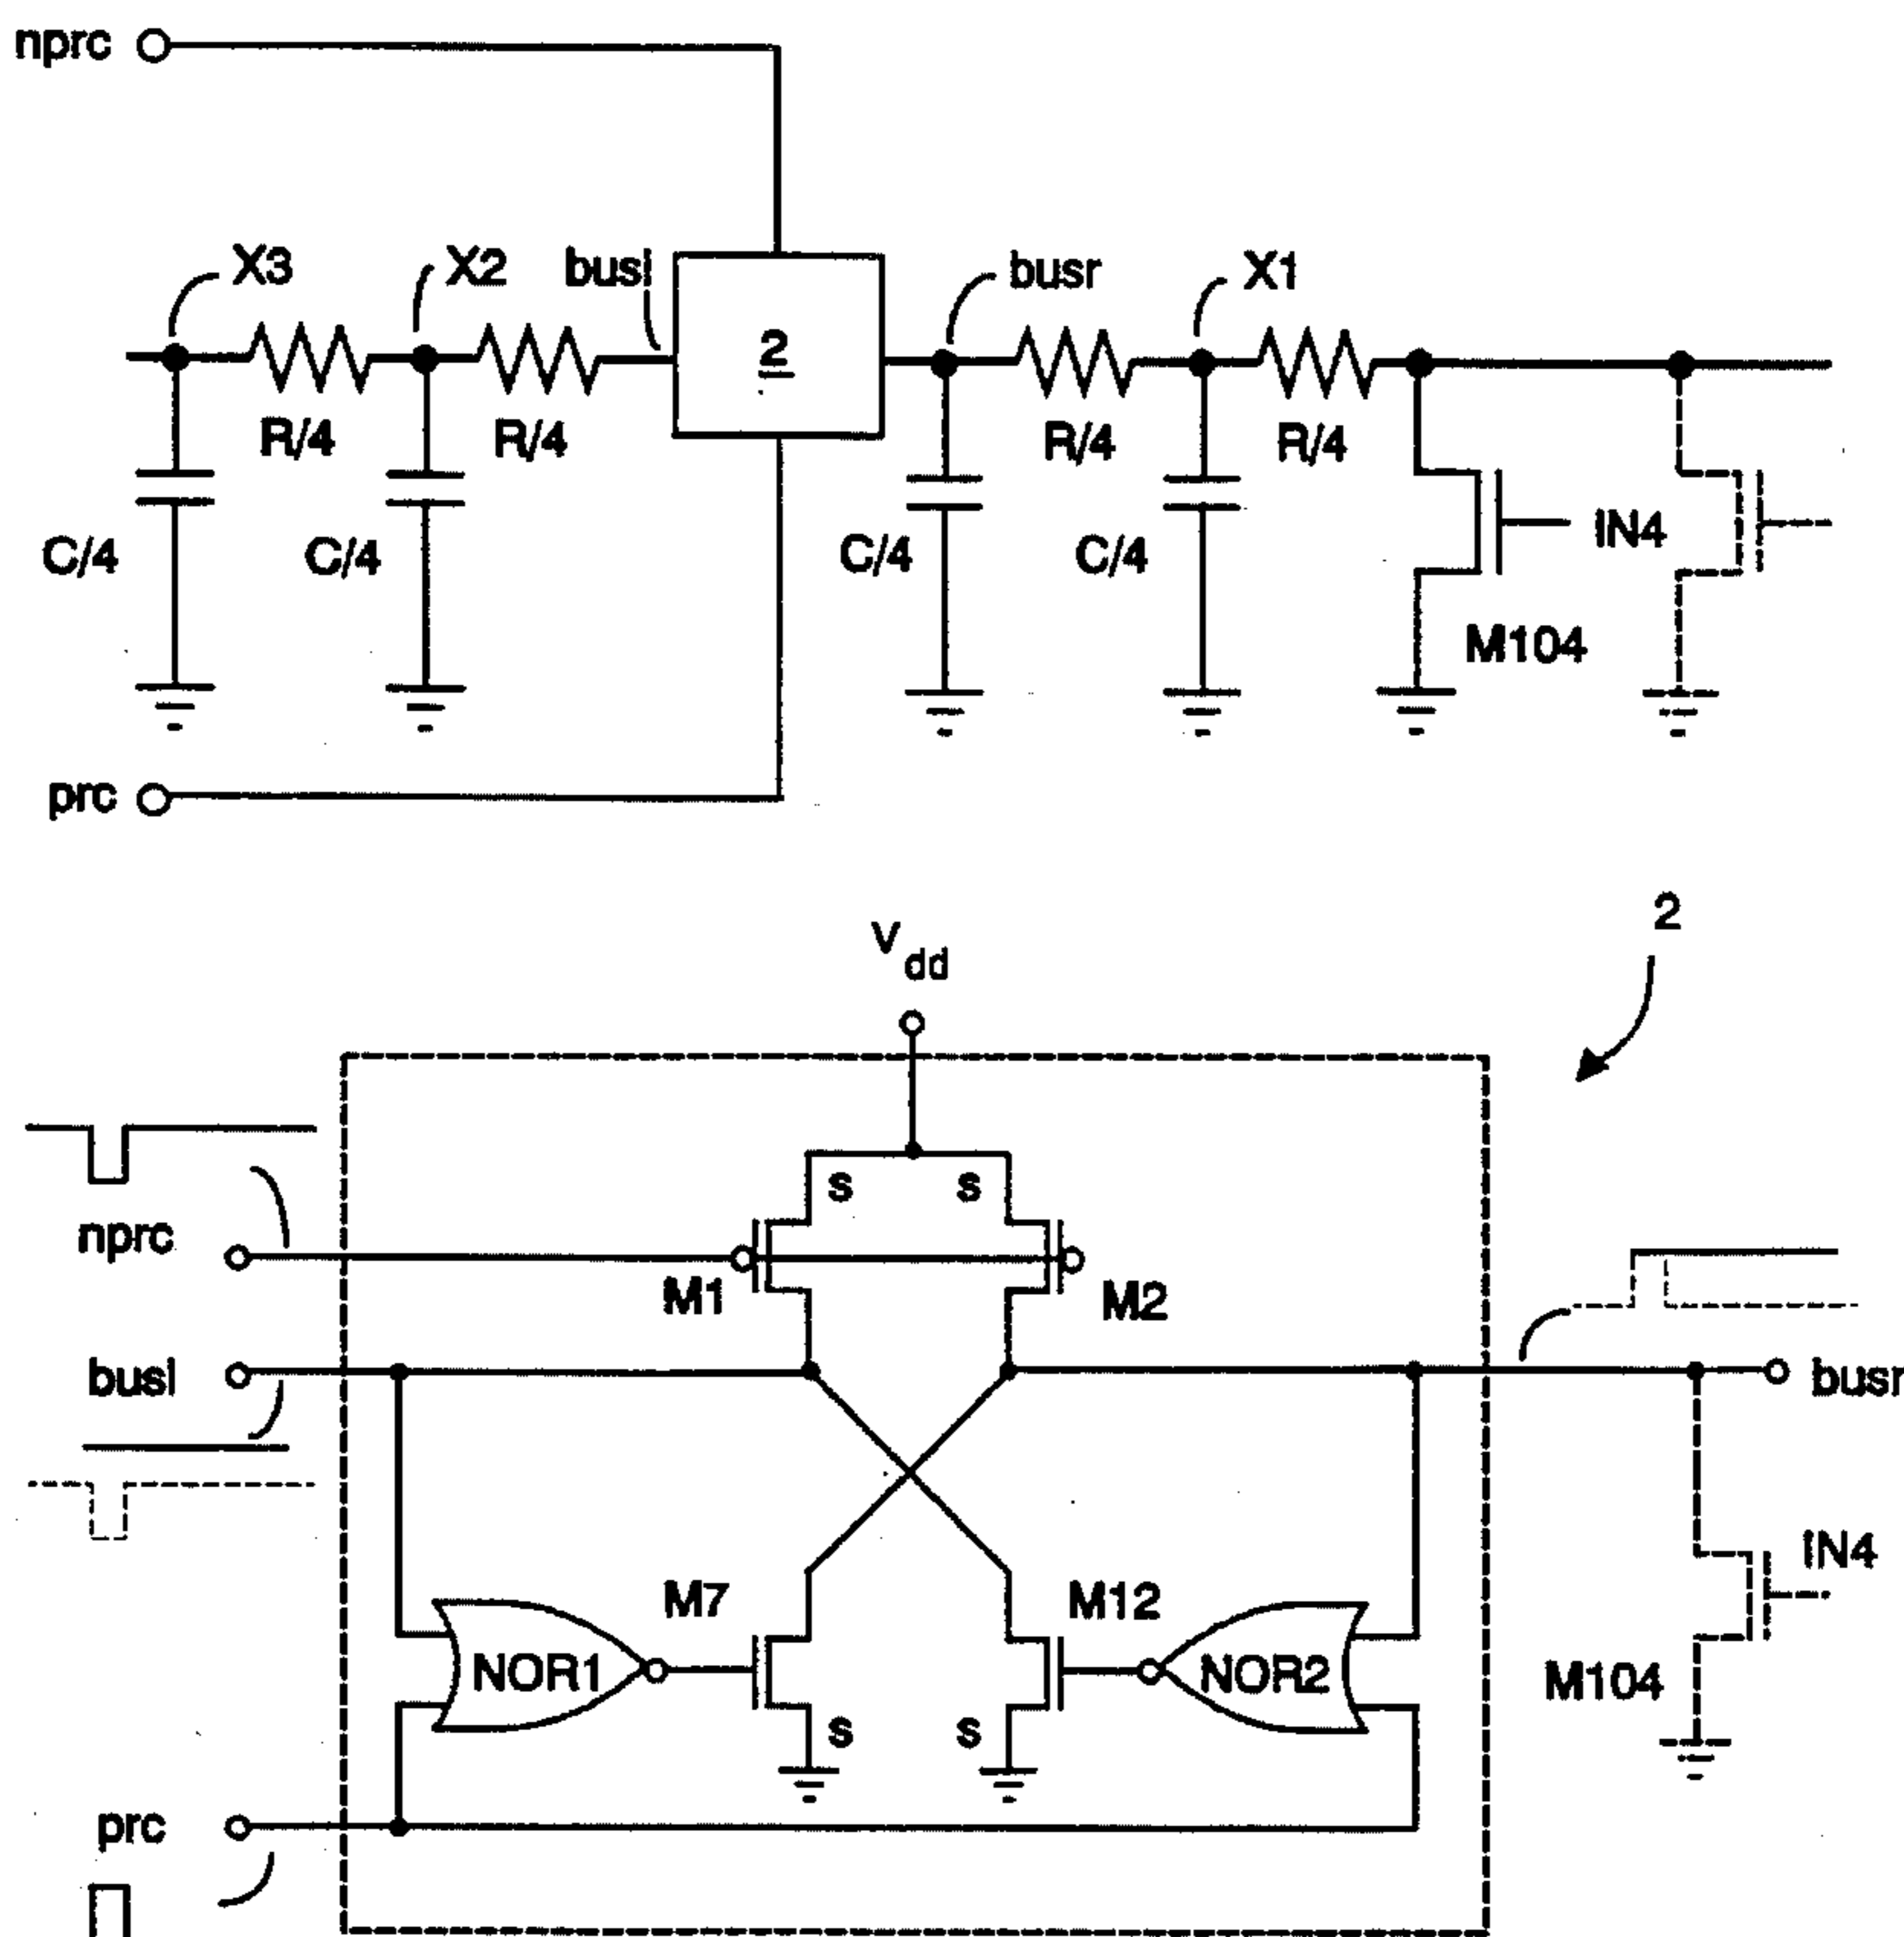 nprc
X3
X2
busl
2
busr
X1
R/4
R/4
R/4
R/4
C/4
C/4
C/4
C/4
IN4
M104
prc
2
Vdd
s
s
nprc
M1
M2
busl
busr
M7
M12
IN4
NOR1
NOR2
M104
s
s
prc